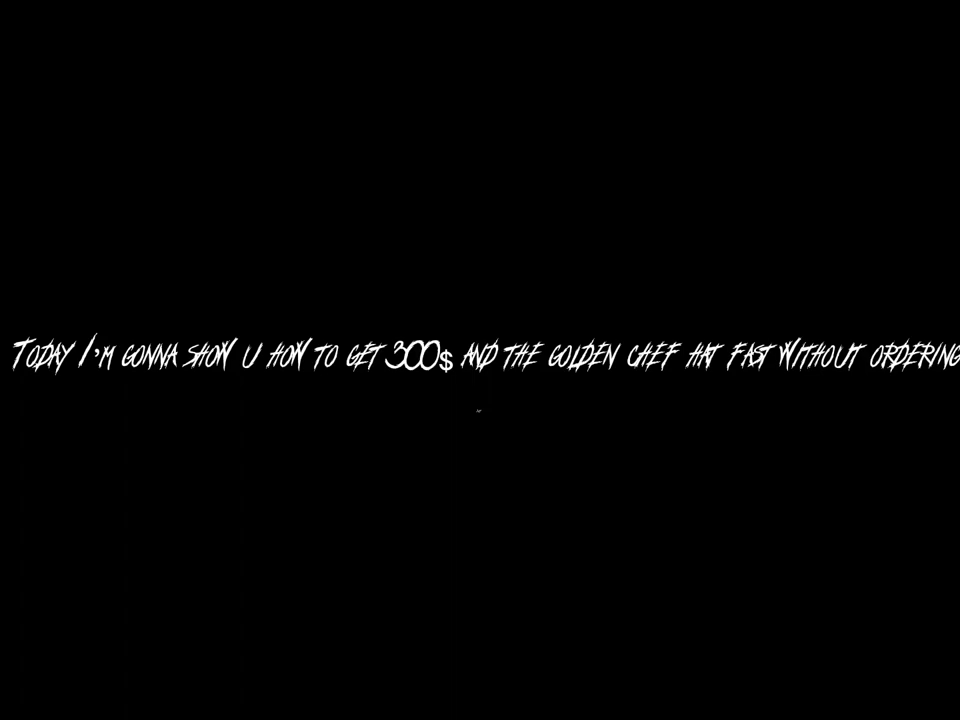 Today I'm gonna show u how to get 300$ and the golden chef hat fast without ordering